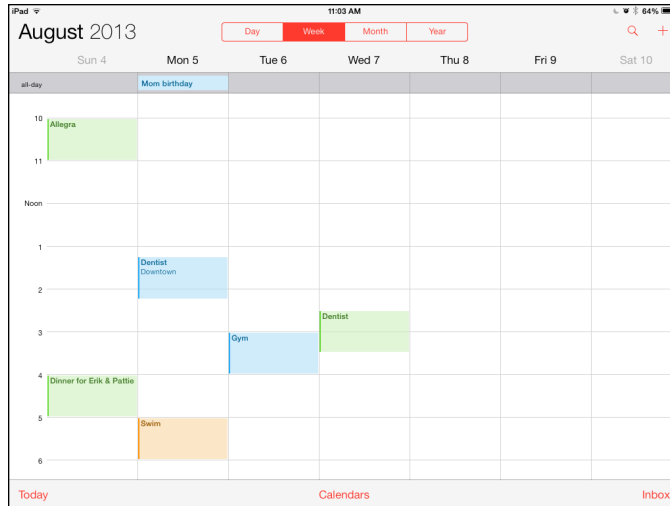 iPad
11:03 AM
64%
August 2013
Day
Week
Month
Year
Sun 4
Mon 5
Tue 6
Wed 7
Thu 8
Fri 9
Sat 10
all-day
Mom birthday
10
Allegra
11
Noon
1
Dentist
Downtown
2
Dentist
3
Gym
4
Dinner for Erik & Pattie
5
Swim
6
Today
Calendars
Inbox